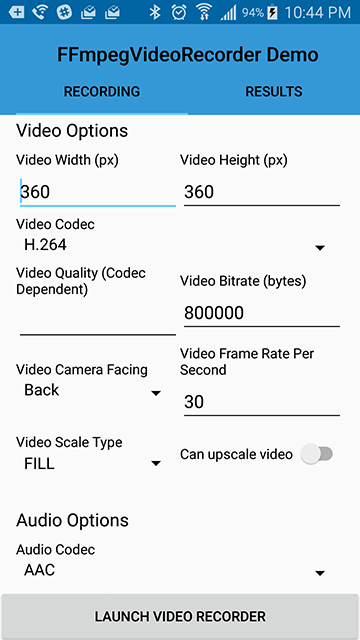 94% 10:44 PM
FFmpegVideoRecorder Demo
RECORDING RESULTS
Video Options
Video Width (px) Video Height (px)
360 360
Video Codec
H.264
Video Quality (Codec
Dependent)
Video Bitrate (bytes)
800000
Video Camera Facing
Back
Video Frame Rate Per
Second
30
Video Scale Type
FILL
Can upscale video
Audio Options
Audio Codec
AAC
LAUNCH VIDEO RECORDER